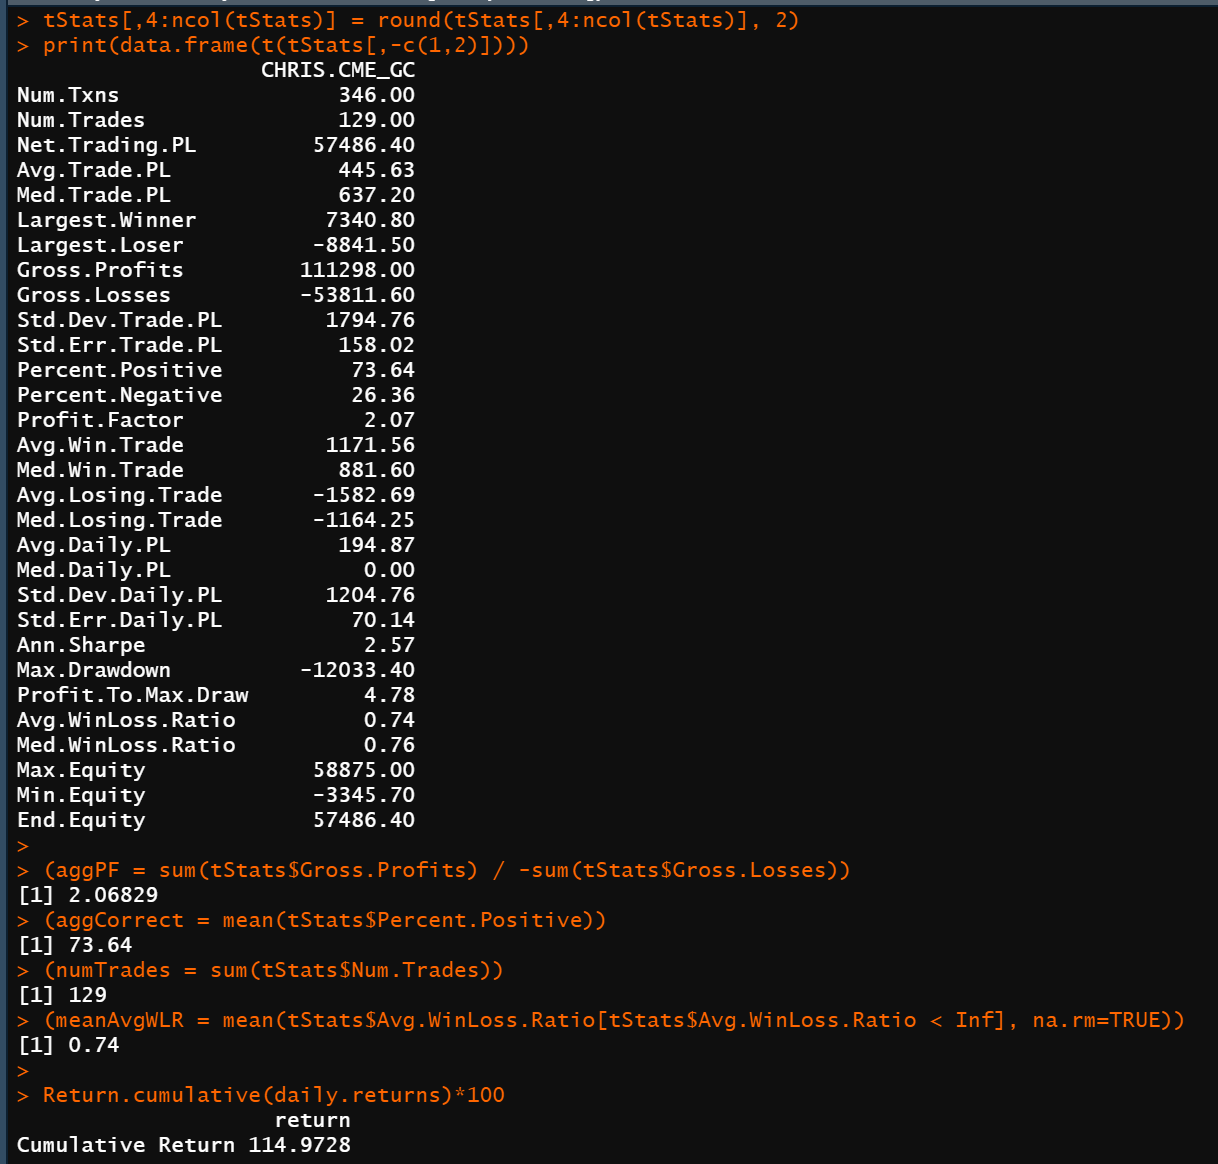 > tStats[,4:ncol(tStats)] = round(tStats[,4:ncol(tStats)], 2)
> print(data.frame(t(tStats[,-c(1,2)])))
CHRIS.CME_GC
Num.Txns 346.00
Num.Trades 129.00
Net.Trading.PL 57486.40
Avg.Trade.PL 445.63
Med.Trade.PL 637.20
Largest.Winner 7340.80
Largest.Loser -8841.50
Gross.Profits 111298.00
Gross.Losses -53811.60
Std.Dev.Trade.PL 1794.76
Std.Err.Trade.PL 158.02
Percent.Positive 73.64
Percent.Negative 26.36
Profit.Factor 2.07
Avg.Win.Trade 1171.56
Med.Win.Trade 881.60
Avg.Losing.Trade -1582.69
Med.Losing.Trade -1164.25
Avg.Daily.PL 194.87
Med.Daily.PL 0.00
Std.Dev.Daily.PL 1204.76
Std.Err.Daily.PL 70.14
Ann.Sharpe 2.57
Max.Drawdown -12033.40
Profit.To.Max.Draw 4.78
Avg.WinLoss.Ratio 0.74
Med.WinLoss.Ratio 0.76
Max.Equity 58875.00
Min.Equity -3345.70
End.Equity 57486.40
>
> (aggPF = sum(tStats$Gross.Profits) / -sum(tStats$Gross.Losses))
[1] 2.06829
> (aggCorrect = mean(tStats$Percent.Positive))
[1] 73.64
> (numTrades = sum(tStats$Num.Trades))
[1] 129
> (meanAvgWLR = mean(tStats$Avg.WinLoss.Ratio[tStats$Avg.WinLoss.Ratio < Inf], na.rm=TRUE))
[1] 0.74
>
> Return.cumulative(daily.returns)*100
return
Cumulative Return 114.9728